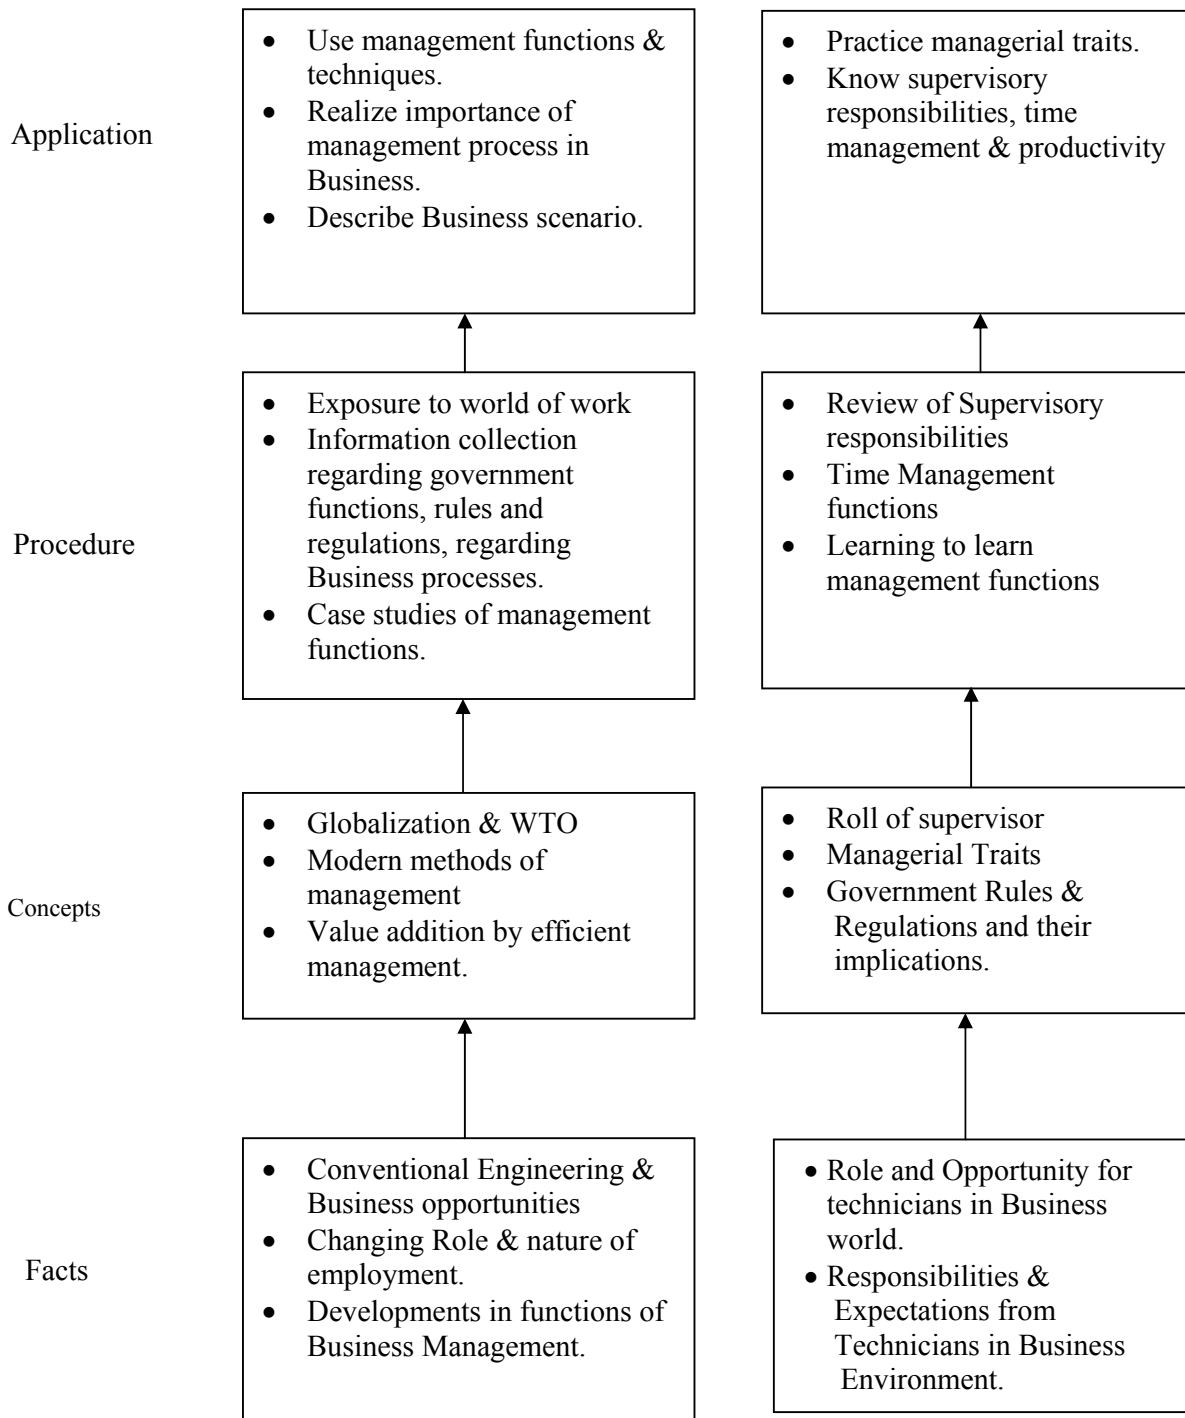 Application
• Use management functions &
techniques.
• Realize importance of
management process in
Business.
• Describe Business scenario.
• Practice managerial traits.
• Know supervisory
responsibilities, time
management & productivity
Procedure
• Exposure to world of work
• Information collection
regarding government
functions, rules and
regulations, regarding
Business processes.
• Case studies of management
functions.
• Review of Supervisory
responsibilities
• Time Management
functions
• Learning to learn
management functions
Concepts
• Globalization & WTO
• Modern methods of
management
• Value addition by efficient
management.
• Roll of supervisor
• Managerial Traits
• Government Rules &
Regulations and their
implications.
Facts
• Conventional Engineering &
Business opportunities
• Changing Role & nature of
employment.
• Developments in functions of
Business Management.
• Role and Opportunity for
technicians in Business
world.
• Responsibilities &
Expectations from
Technicians in Business
Environment.